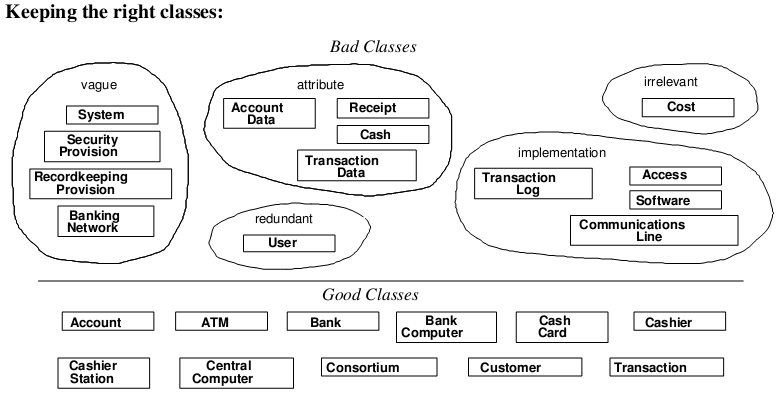 Keeping the right classes:
Bad Classes
vague
System
Security
Provision
Recordkeeping
Provision
Banking
Network
attribute
Account
Data
Receipt
Cash
Transaction
Data
redundant
User
irrelevant
Cost
implementation
Transaction
Log
Access
Software
Communications
Line
Good Classes
Account
ATM
Bank
Bank
Computer
Cash
Card
Cashier
Cashier
Station
Central
Computer
Consortium
Customer
Transaction